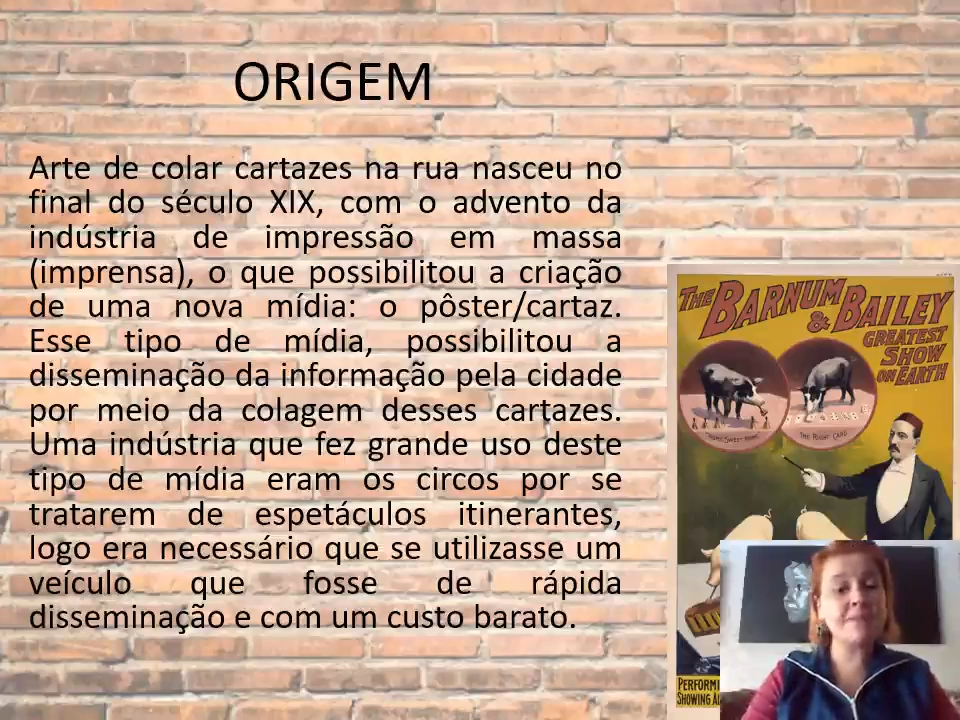 ORIGEM
Arte de colar cartazes na rua nasceu no
final do século XIX, com o advento da
indústria de impressão em massa
(imprensa), o que possibilitou a criação
de uma nova mídia: o pôster/cartaz.
Esse tipo de mídia, possibilitou a
disseminação da informação pela cidade
por meio da colagem desses cartazes.
Uma indústria que fez grande uso deste
tipo de mídia eram os circos por se
tratarem de espetáculos itinerantes,
logo era necessário que se utilizasse um
veículo que fosse de rápida
disseminação e com um custo barato.
THE BARNUM
& BAILEY
GREATEST
SHOW
ON EARTH
THE RIGHT CARD
SHOWING